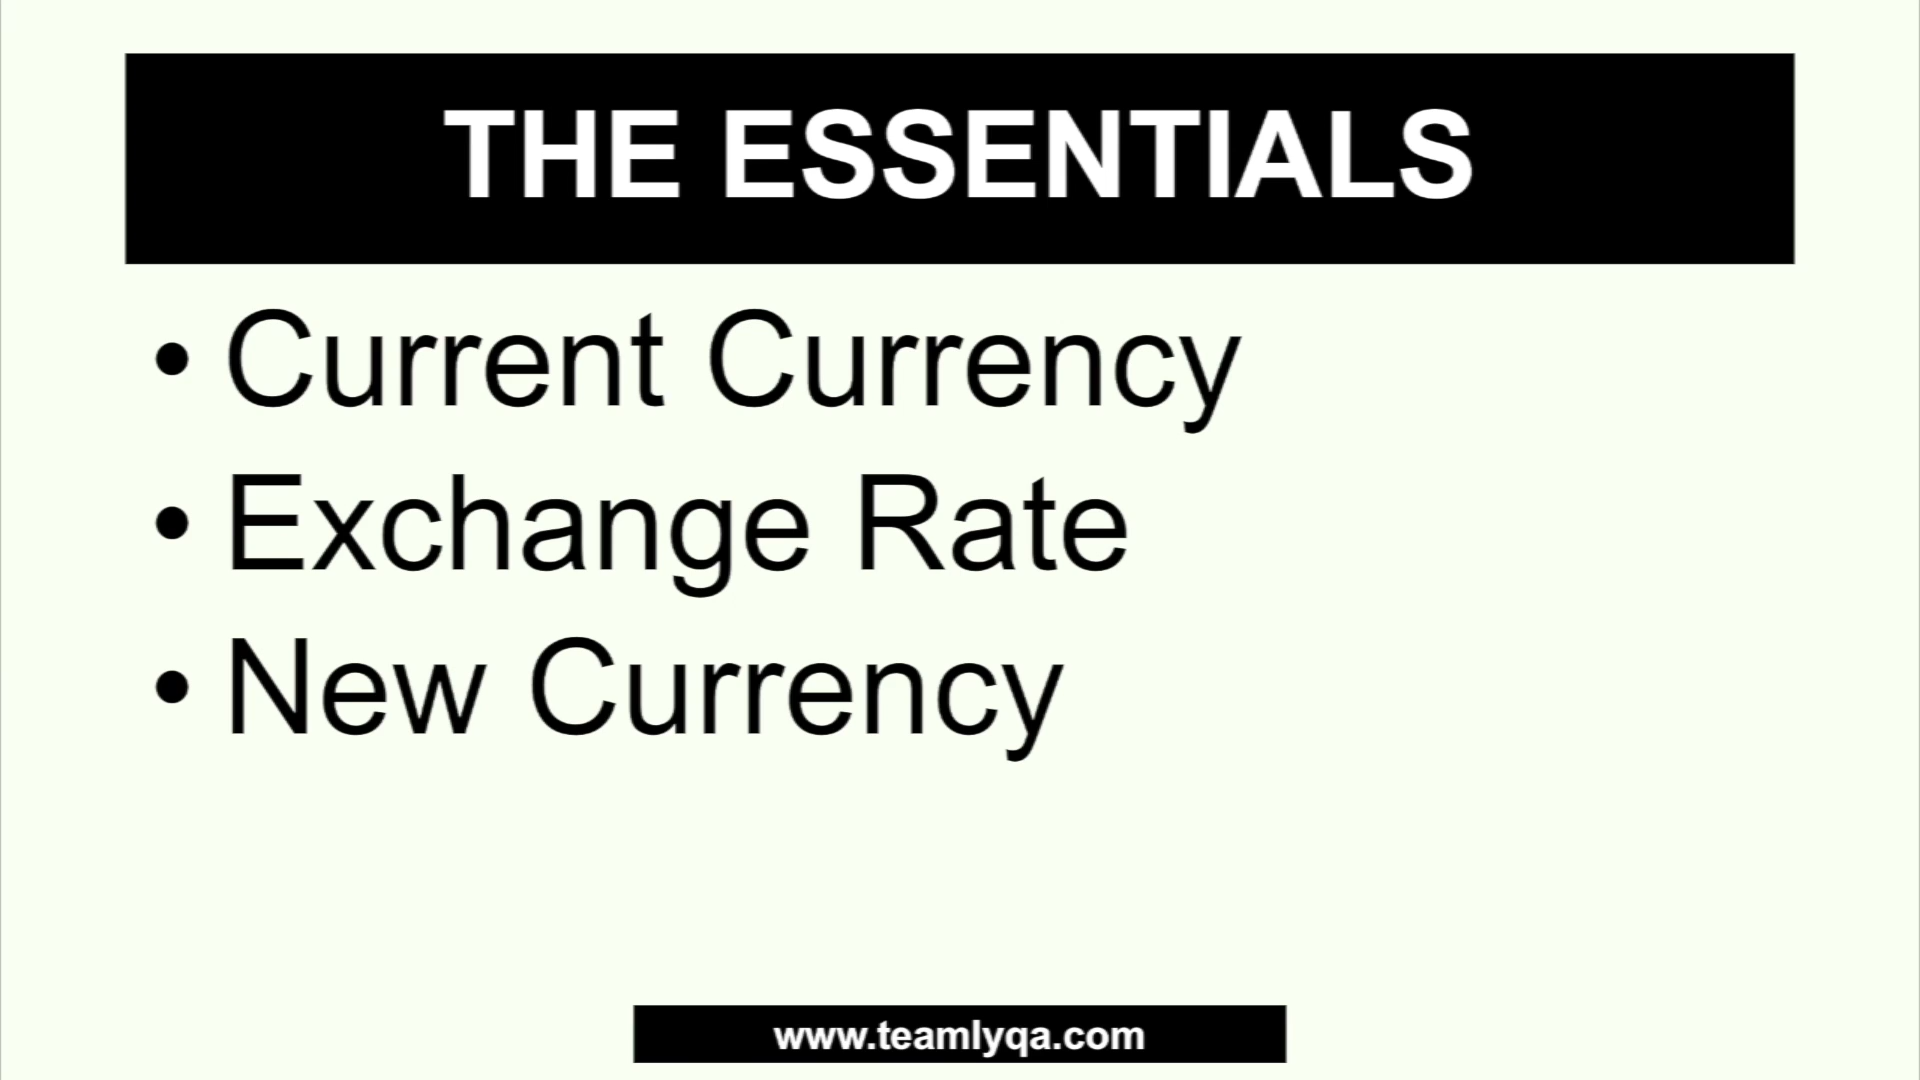 THE ESSENTIALS
• Current Currency
• Exchange Rate
• New Currency
www.teamlyqa.com